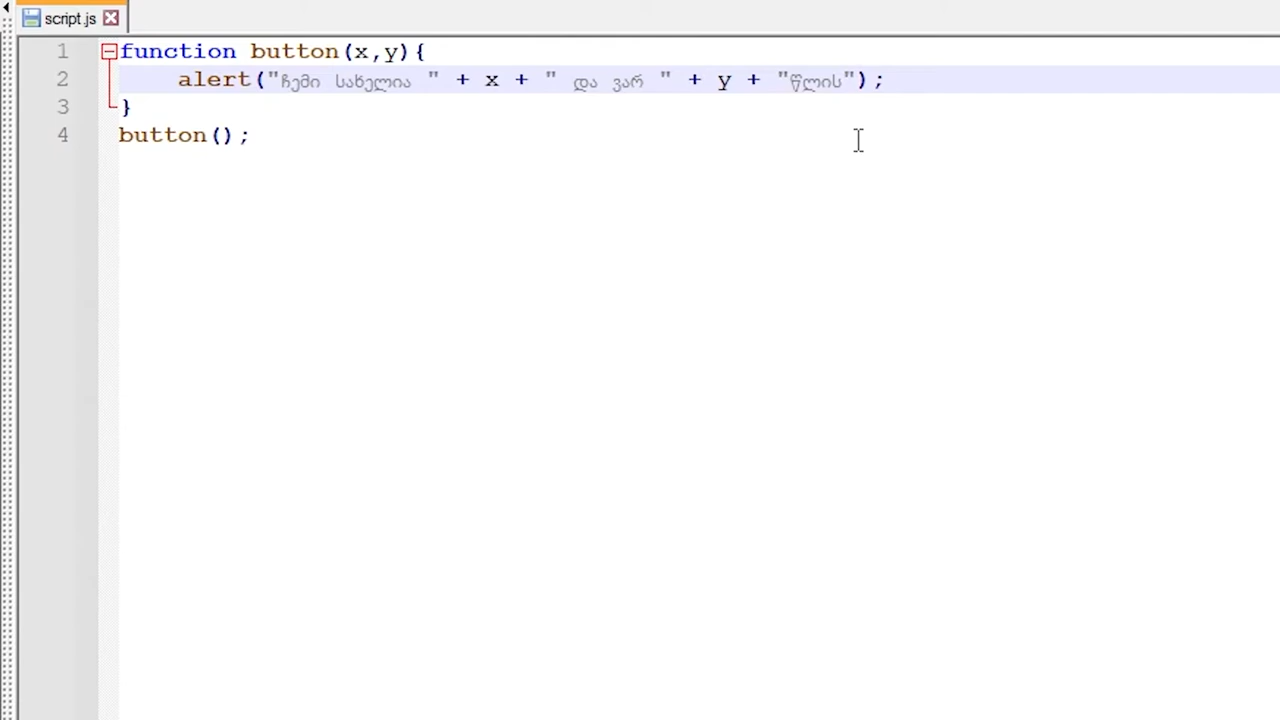 script.js
1 function button(x,y){
2 alert("ჩემი სახელია " + x + " და ვარ " + y + "წლის");
3 }
4 button();